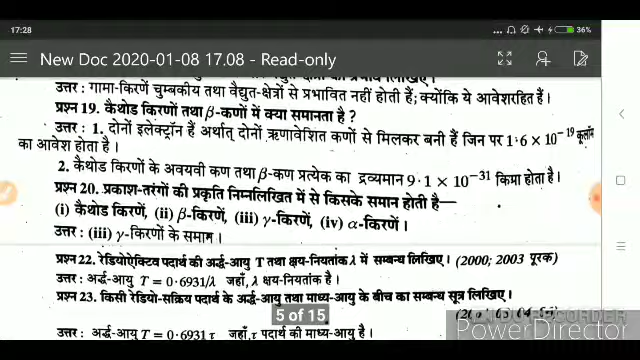 17:28
36%
New Doc 2020-01-08 17.08 - Read-only
उत्तर : गामा-किरणें चुम्बकीय तथा वैद्युत-क्षेत्रों से प्रभावित नहीं होती हैं; क्योंकि ये आवेशरहित हैं।
प्रश्न 19. कैथोड किरणों तथा β-कणों में क्या समानता है ?
उत्तर : 1. दोनों इलेक्ट्रॉन हैं अर्थात् दोनों ऋणावेशित कणों से मिलकर बनी हैं जिन पर 1·6 × 10⁻¹⁹ कूलॉम
का आवेश होता है।
2. कैथोड किरणों के अवयवी कण तथा β-कण प्रत्येक का द्रव्यमान 9·1 × 10⁻³¹ किग्रा होता है।
प्रश्न 20. प्रकाश-तरंगों की प्रकृति निम्नलिखित में से किसके समान होती है—
(i) कैथोड किरणें, (ii) β-किरणें, (iii) γ-किरणें, (iv) α-किरणें।
उत्तर : (iii) γ-किरणों के समान।
प्रश्न 22. रेडियोऐक्टिव पदार्थ की अर्द्ध-आयु T तथा क्षय-नियतांक λ में सम्बन्ध लिखिए। (2000; 2003 पूरक)
उत्तर : अर्द्ध-आयु T = 0·6931/λ जहाँ, λ क्षय-नियतांक है।
प्रश्न 23. किसी रेडियो-सक्रिय पदार्थ के अर्द्ध-आयु तथा माध्य-आयु के बीच का सम्बन्ध सूत्र लिखिए।
5 of 15
उत्तर : अर्द्ध-आयु T = 0·6931τ जहाँ, τ पदार्थ की माध्य-आयु है।
PowerDirector